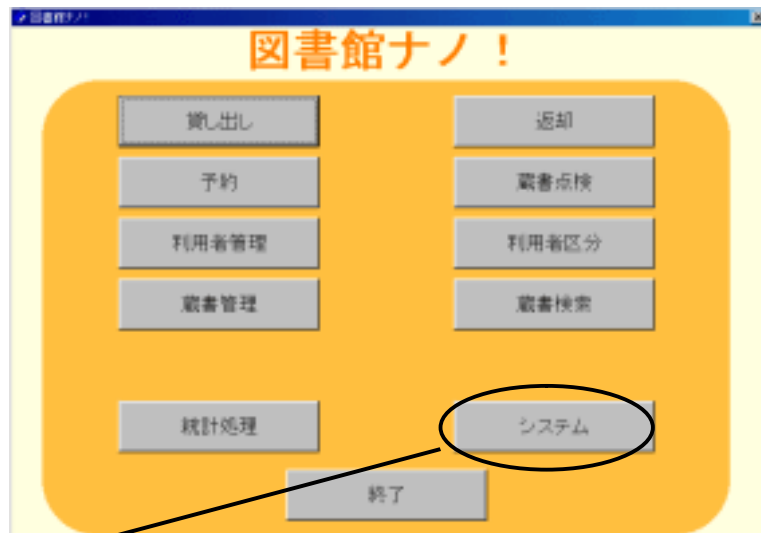 図書館ナノ!
図書館ナノ!
貸し出し 返却
予約 蔵書点検
利用者管理 利用者区分
蔵書管理 蔵書検索
統計処理 システム
終了